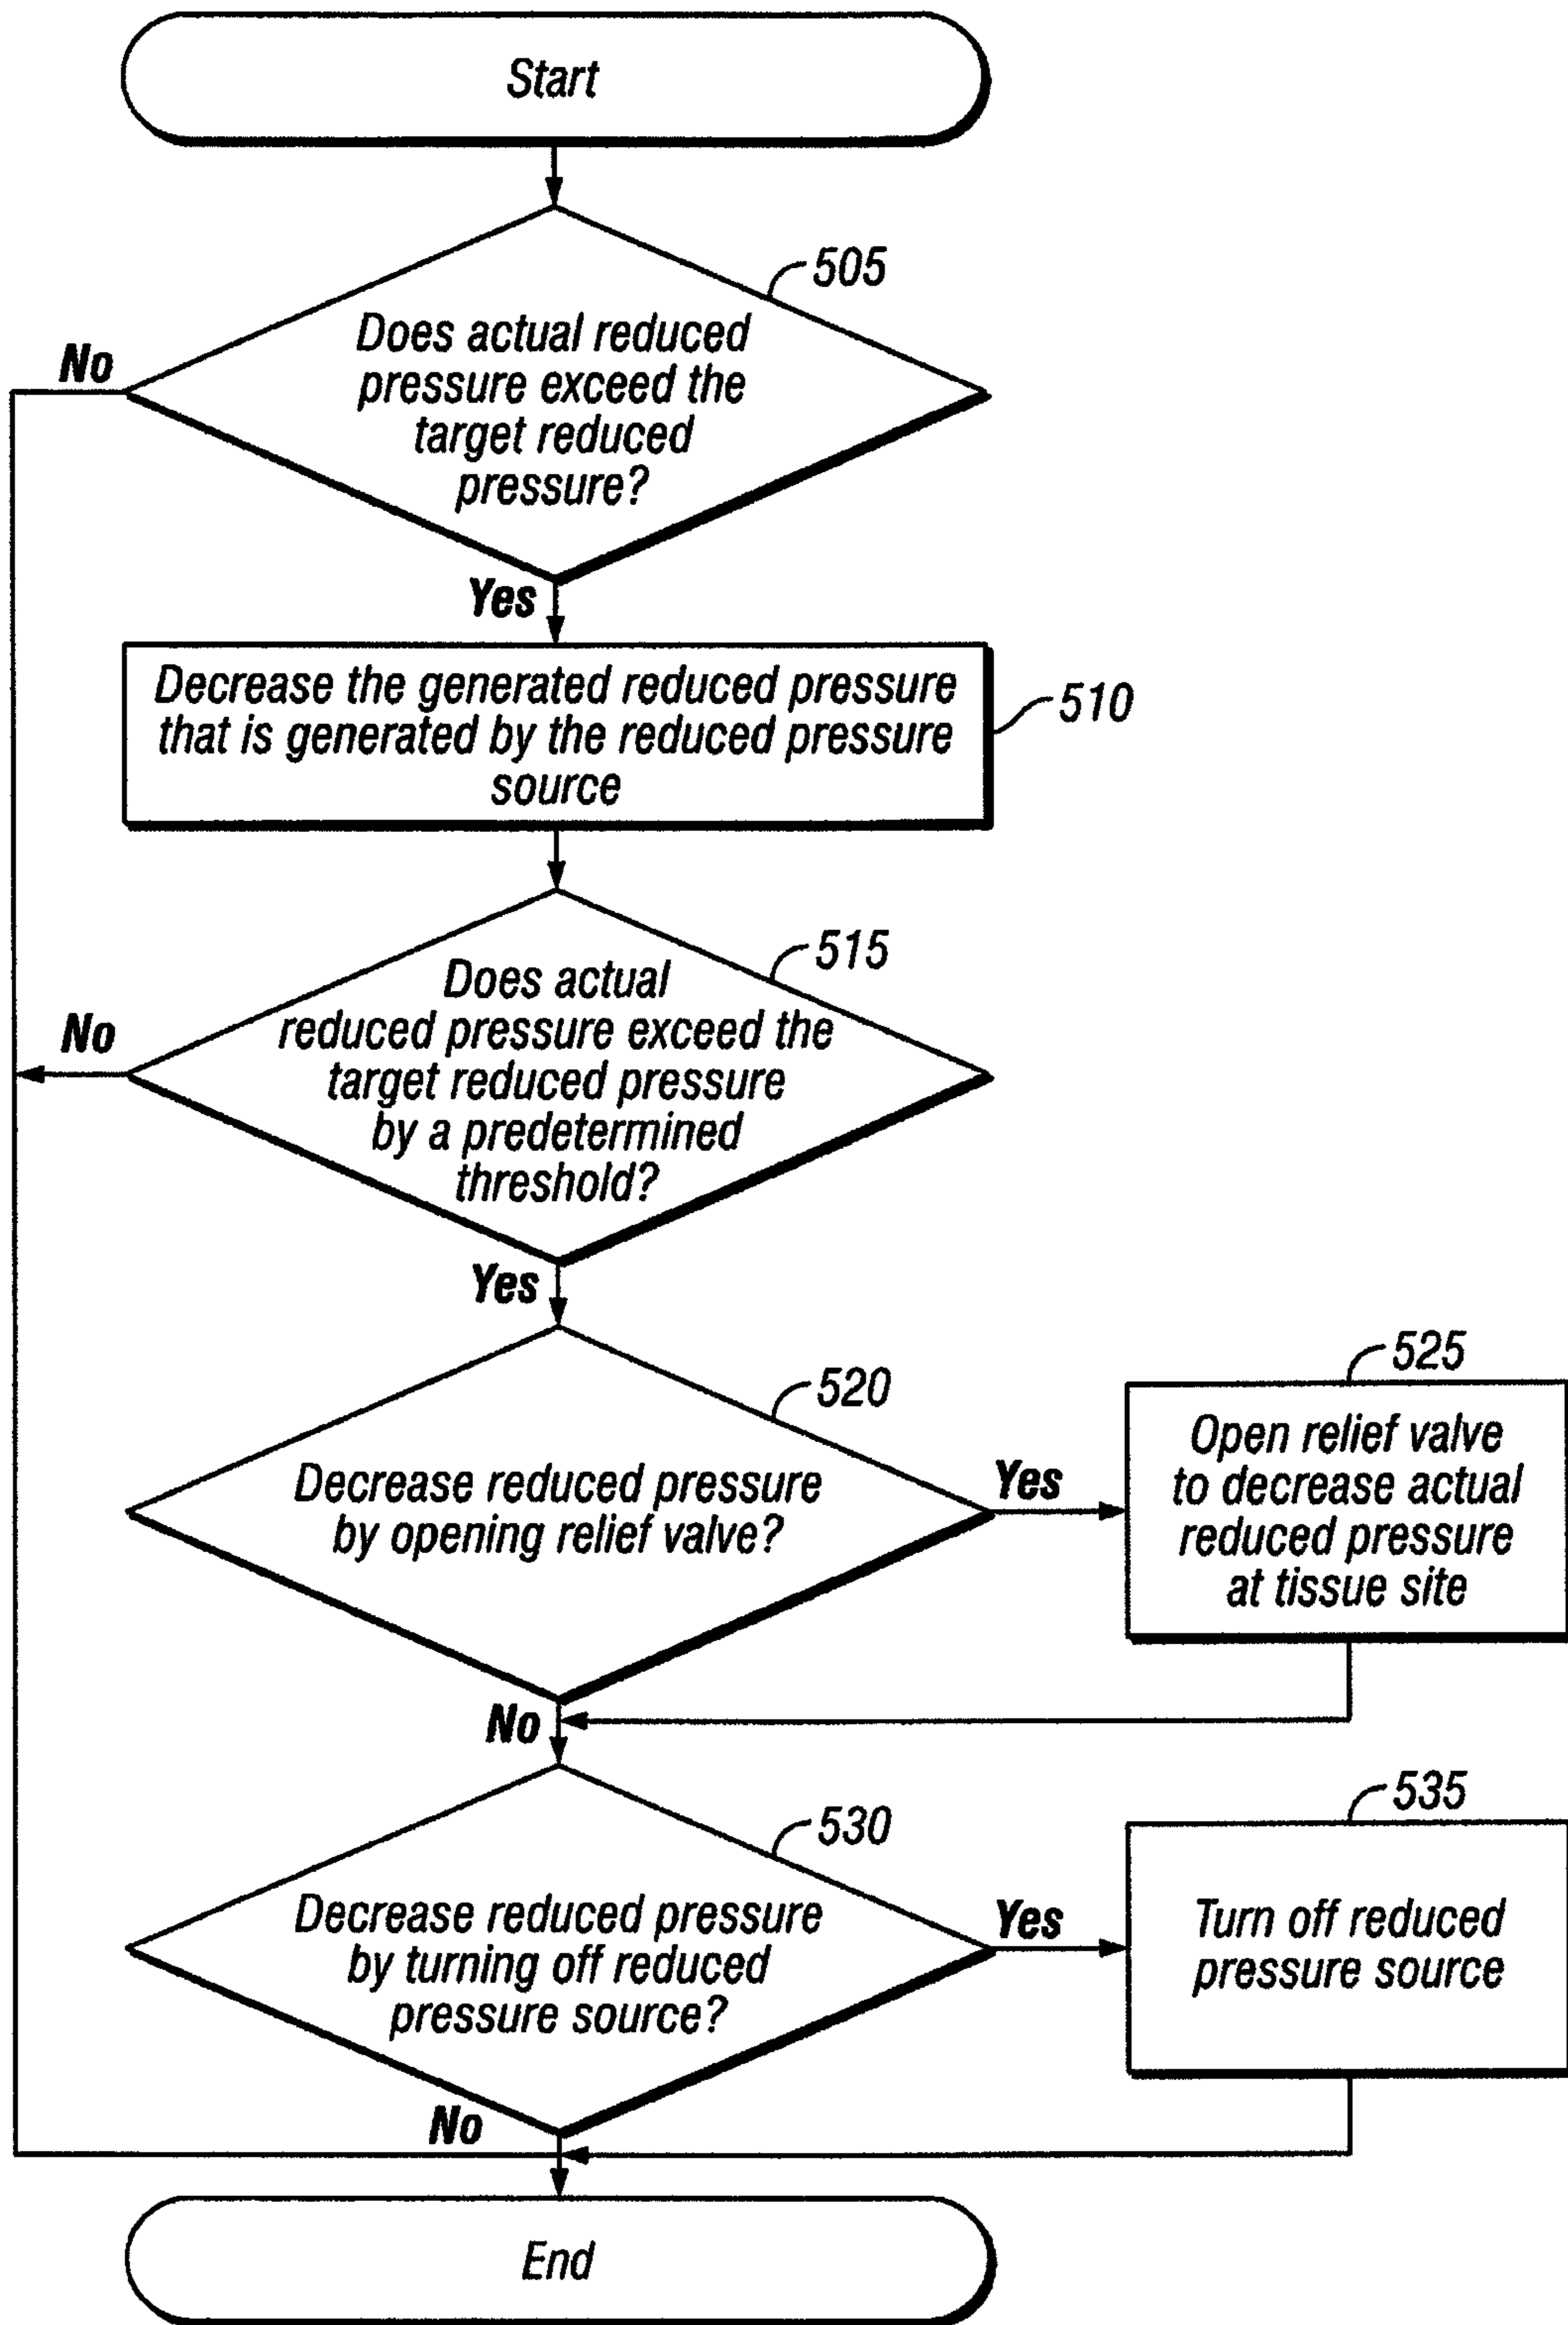 Start
505
Does actual reduced
pressure exceed the
target reduced
pressure?
No
Yes
Decrease the generated reduced pressure
that is generated by the reduced pressure
source
510
515
Does actual
reduced pressure exceed the
target reduced pressure
by a predetermined
threshold?
No
Yes
520
Decrease reduced pressure
by opening relief valve?
Yes
525
Open relief valve
to decrease actual
reduced pressure
at tissue site
No
530
Decrease reduced pressure
by turning off reduced
pressure source?
Yes
535
Turn off reduced
pressure source
No
End